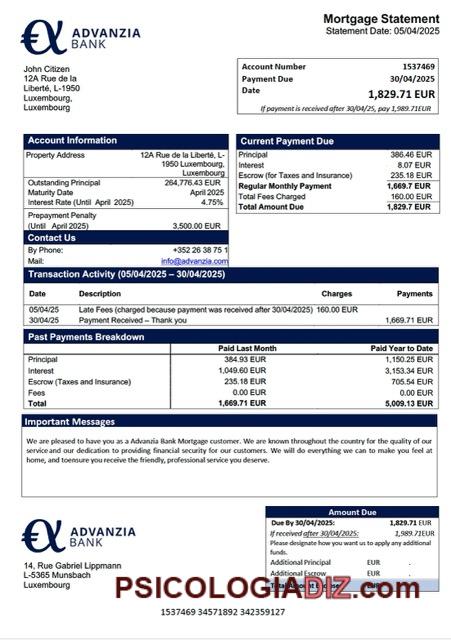 Mortgage Statement
Statement Date: 05/04/2025
ADVANZIA
BANK
John Citizen
12A Rue de la
Liberté, L-1950
Luxembourg,
Luxembourg
Account Number 1537469
Payment Due 30/04/2025
Date 1,829.71 EUR
If payment is received after 30/04/25, pay 1,989.71EUR
Account Information
Property Address 12A Rue de la Liberté, L-
1950 Luxembourg,
Luxembourg
Outstanding Principal 264,776.43 EUR
Maturity Date April 2025
Interest Rate (Until April 2025) 4.75%
Prepayment Penalty
(Until April 2025) 3,500.00 EUR
Contact Us
By Phone: +352 26 38 75 1
Mail: info@advanzia.com
Current Payment Due
Principal 386.46 EUR
Interest 8.07 EUR
Escrow (for Taxes and Insurance) 235.18 EUR
Regular Monthly Payment 1,669.7 EUR
Total Fees Charged 160.00 EUR
Total Amount Due 1,829.7 EUR
Transaction Activity (05/04/2025 – 30/04/2025)
Date Description Charges Payments
05/04/25 Late Fees (charged because payment was received after 30/04/2025) 160.00 EUR
30/04/25 Payment Received – Thank you 1,669.71 EUR
Past Payments Breakdown
Paid Last Month Paid Year to Date
Principal 384.93 EUR 1,150.25 EUR
Interest 1,049.60 EUR 3,153.34 EUR
Escrow (Taxes and Insurance) 235.18 EUR 705.54 EUR
Fees 0.00 EUR 0.00 EUR
Total 1,669.71 EUR 5,009.13 EUR
Important Messages
We are pleased to have you as a Advanzia Bank Mortgage customer. We are known throughout the country for the quality of our
service and our dedication to providing financial security for our customers. We will do everything we can to make you feel at
home, and toensure you receive the friendly, professional service you deserve.
ADVANZIA
BANK
14, Rue Gabriel Lippmann
L-5365 Munsbach
Luxembourg
Amount Due
Due By 30/04/2025: 1,829.71 EUR
If received after 30/04/2025: 1,989.71EUR
Please designate how you want us to apply any additional
funds.
Additional Principal EUR .
Additional Escrow EUR .
PSICOLOGIADIZ.com
1537469 34571892 342359127